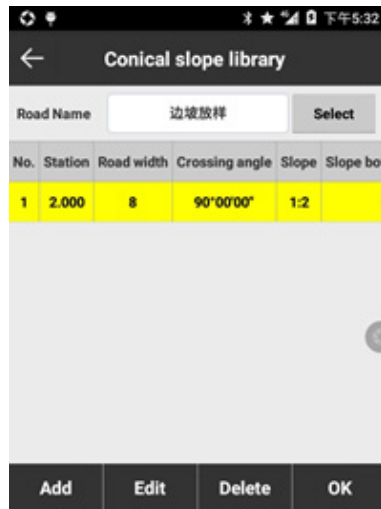 下午5:32
Conical slope library
Road Name 边坡放样 Select
No. Station Road width Crossing angle Slope Slope bo
1 2.000 8 90°00'00" 1:2
Add Edit Delete OK